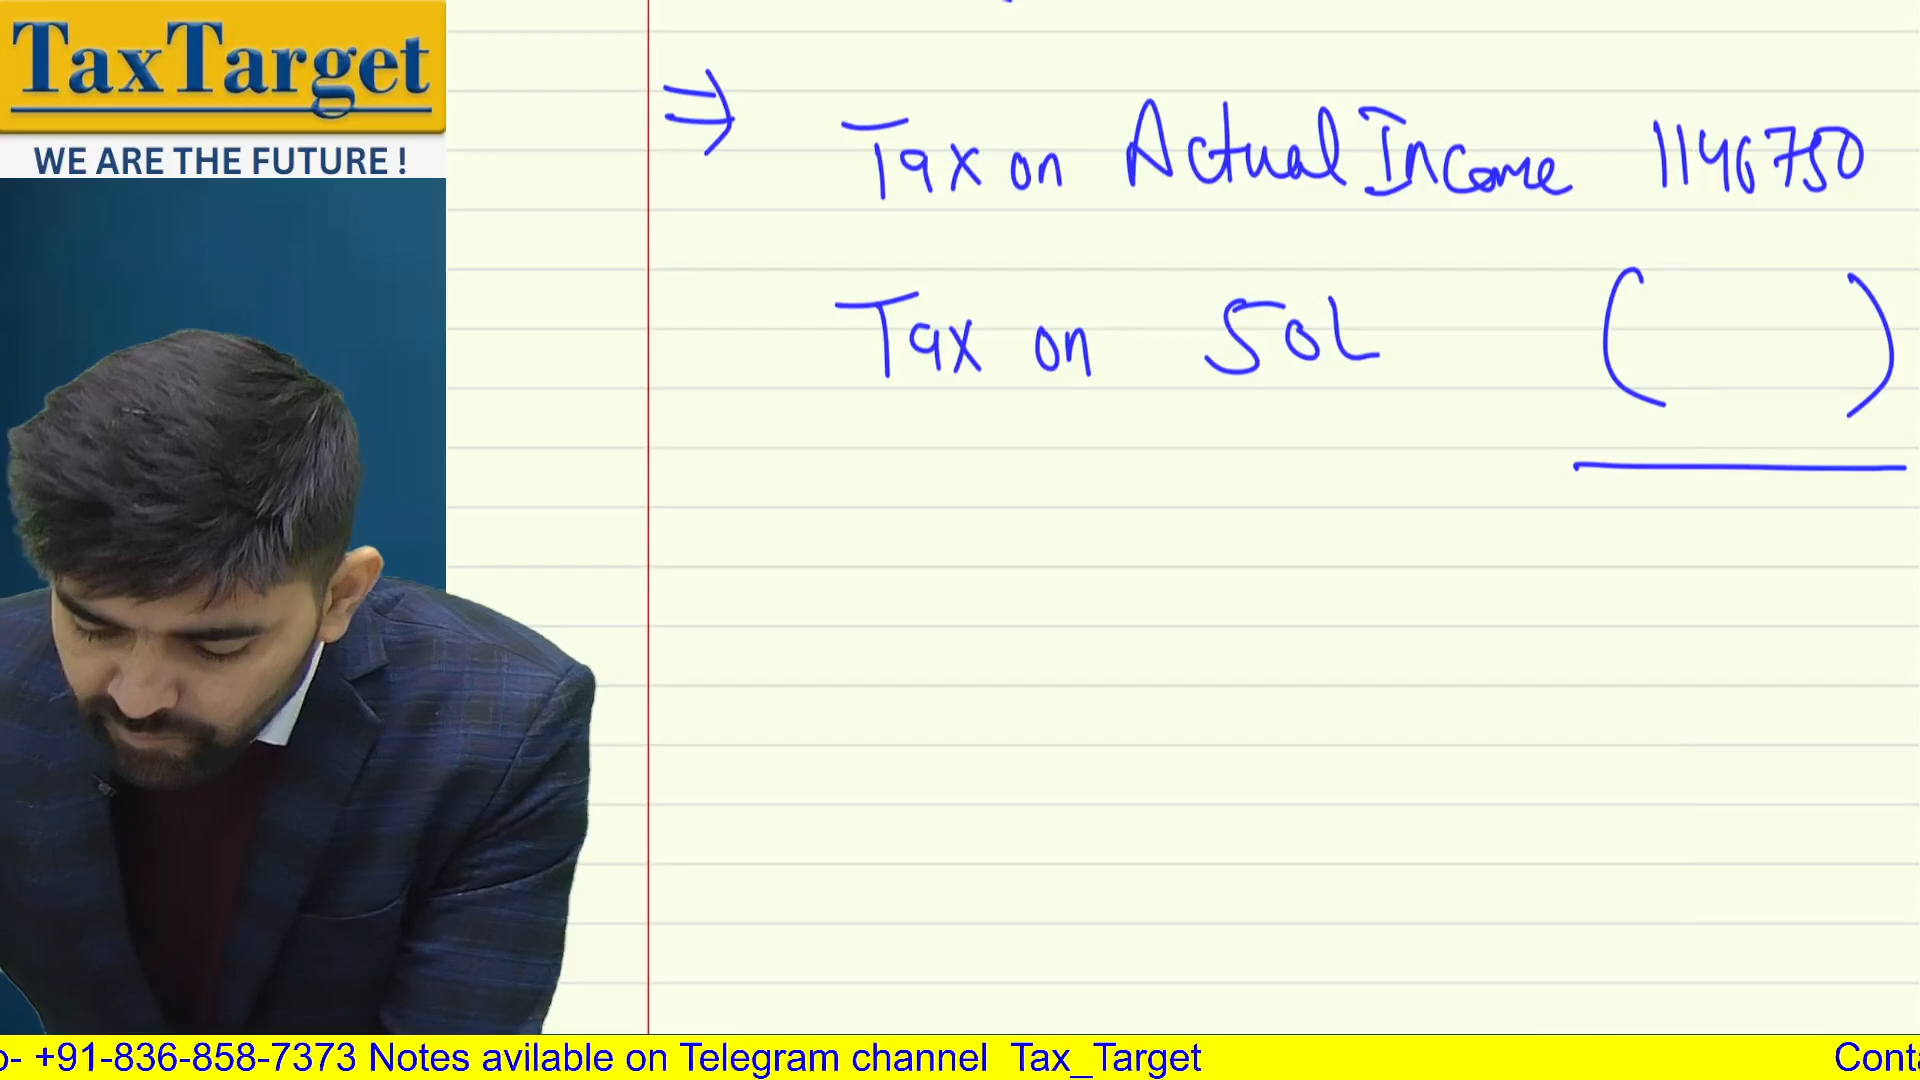 TaxTarget
WE ARE THE FUTURE !
⇒ Tax on Actual Income 1146750
Tax on 50L ( )
o- +91-836-858-7373 Notes avilable on Telegram channel Tax_Target Conta